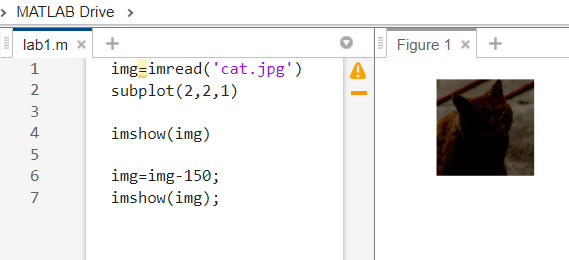 MATLAB Drive
lab1.m
Figure 1
1 img=imread('cat.jpg')
2 subplot(2,2,1)
3
4 imshow(img)
5
6 img=img-150;
7 imshow(img);